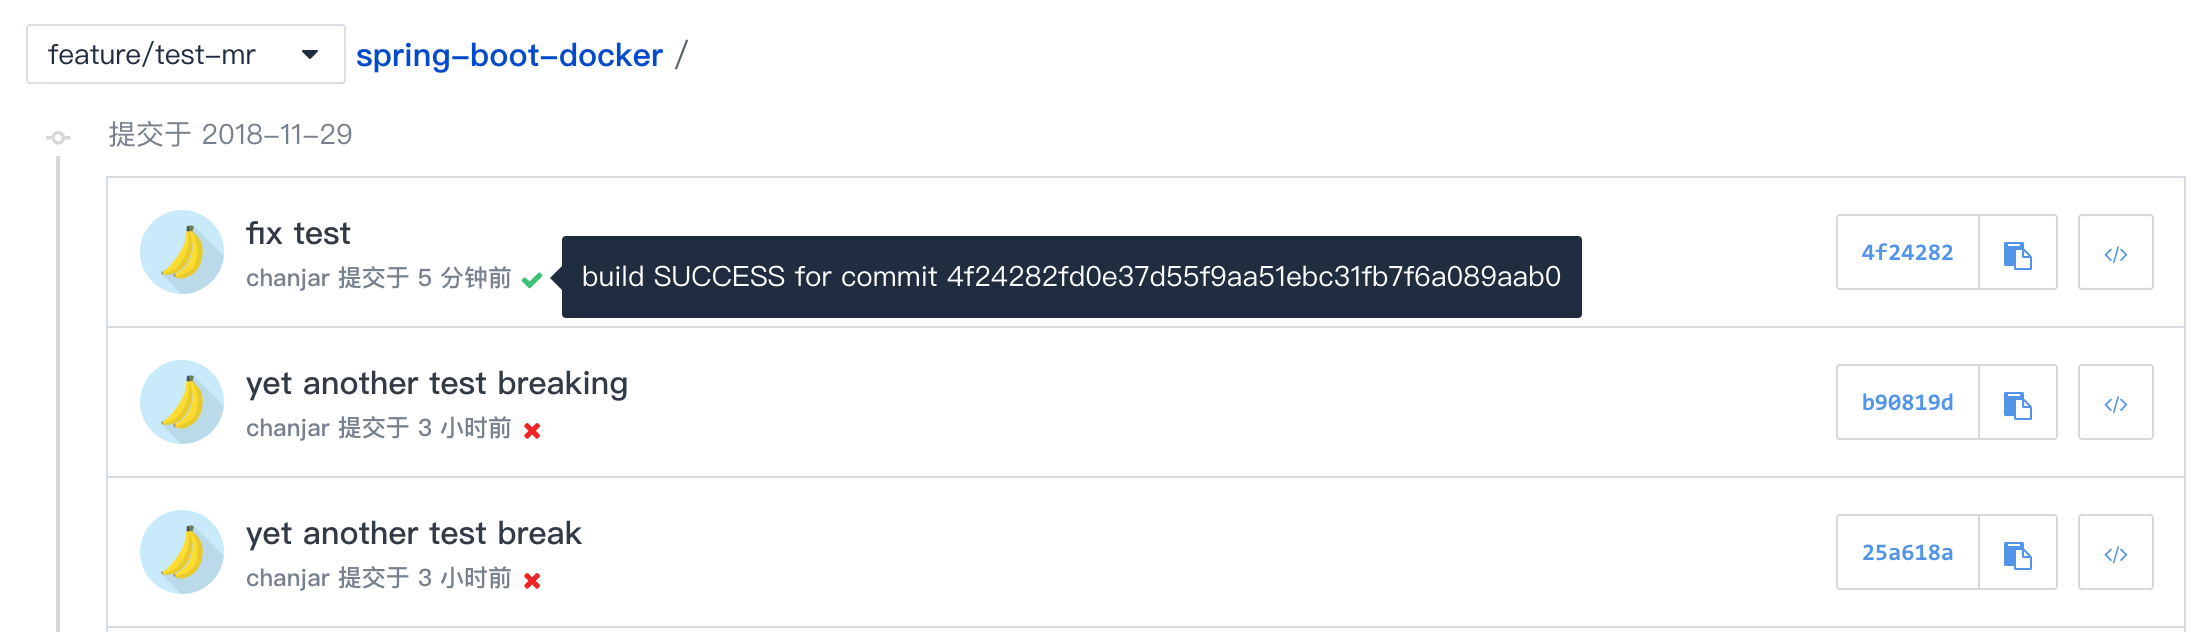 feature/test-mr spring-boot-docker /
提交于 2018-11-29
fix test
chanjar 提交于 5 分钟前
build SUCCESS for commit 4f24282fd0e37d55f9aa51ebc31fb7f6a089aab0
4f24282
</>
yet another test breaking
chanjar 提交于 3 小时前
b90819d
</>
yet another test break
chanjar 提交于 3 小时前
25a618a
</>